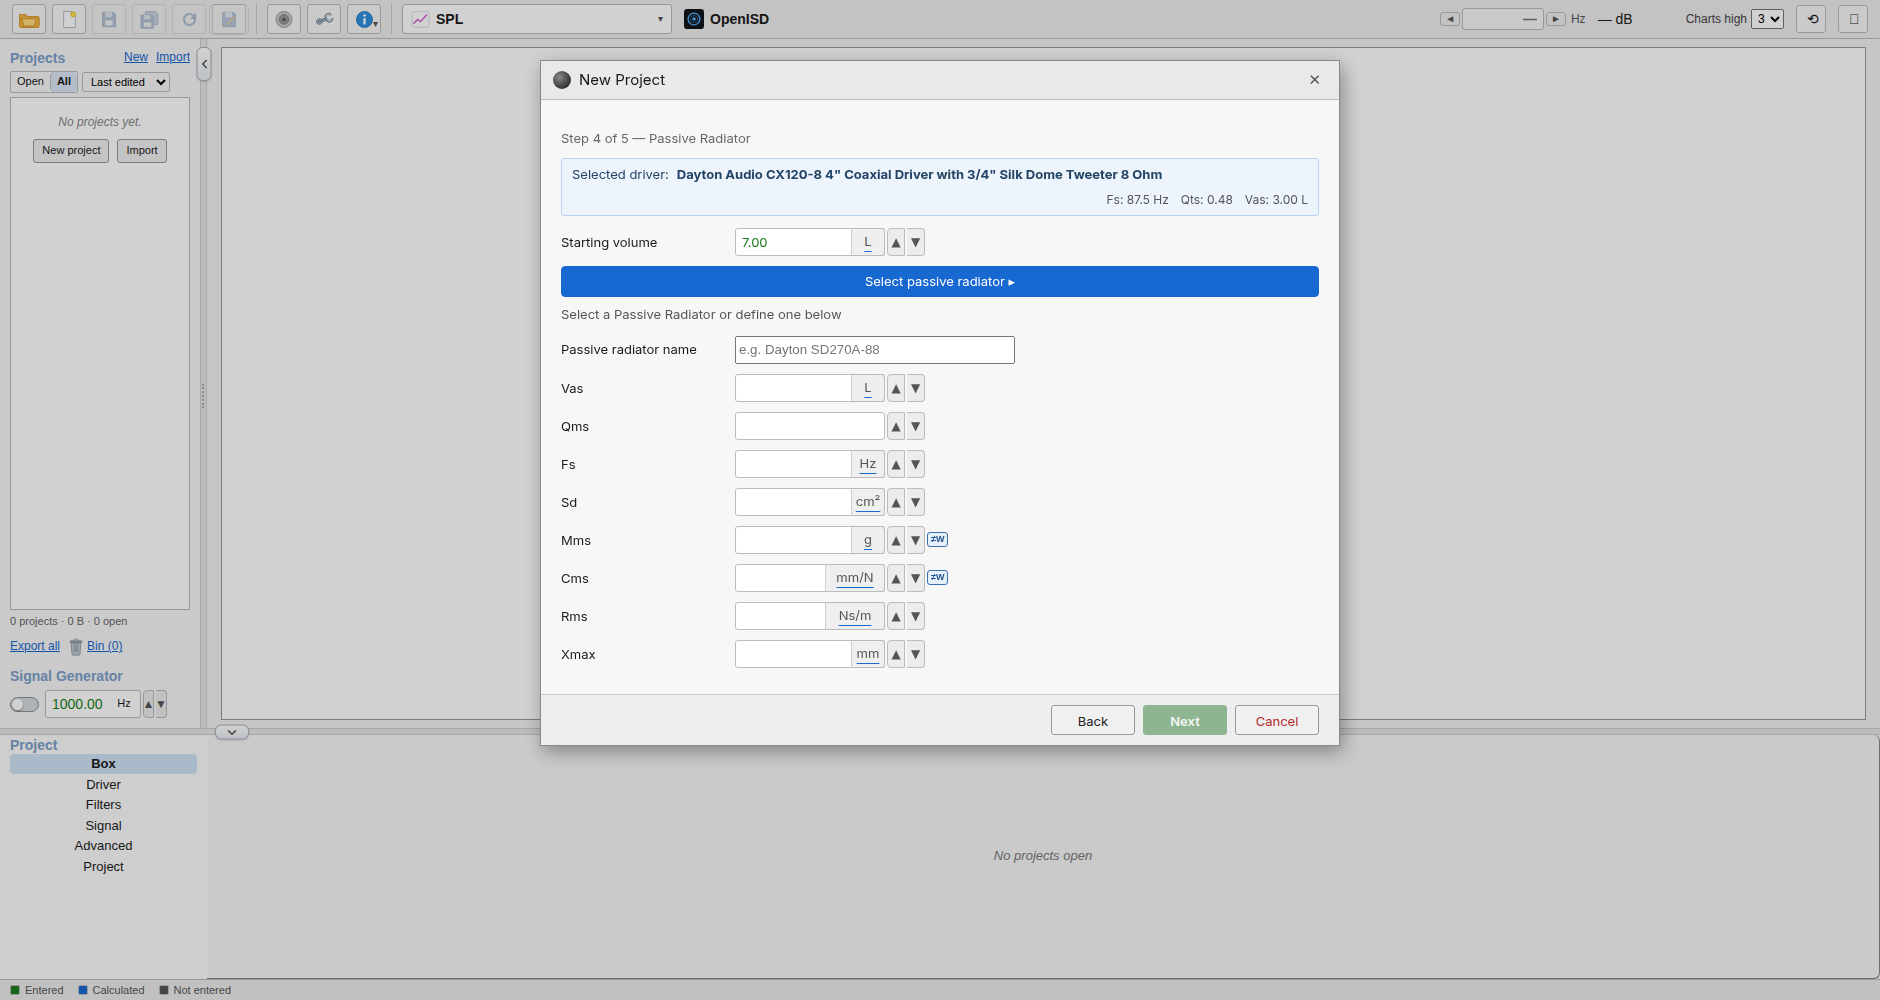 SPL
OpenISD
—
Hz
— dB
Charts high
3
Projects
New
Import
Open
All
Last edited
No projects yet.
New project
Import
0 projects · 0 B · 0 open
Export all
Bin (0)
Signal Generator
1000.00
Hz
Project
Box
Driver
Filters
Signal
Advanced
Project
New Project
Step 4 of 5 — Passive Radiator
Selected driver: Dayton Audio CX120-8 4" Coaxial Driver with 3/4" Silk Dome Tweeter 8 Ohm
Fs: 87.5 Hz Qts: 0.48 Vas: 3.00 L
Starting volume 7.00 L
Select passive radiator ▸
Select a Passive Radiator or define one below
Passive radiator name e.g. Dayton SD270A-88
Vas L
Qms
Fs Hz
Sd cm²
Mms g ≠W
Cms mm/N ≠W
Rms Ns/m
Xmax mm
Back
Next
Cancel
No projects open
Entered
Calculated
Not entered